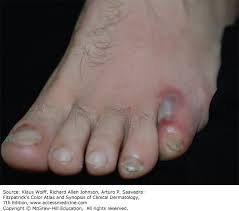 Source: Klaus Wolff, Richard Allen Johnson, Arturo P. Saavedra:
Fitzpatrick's Color Atlas and Synopsis of Clinical Dermatology,
7th Edition, www.accessmedicine.com
Copyright © McGraw-Hill Education. All rights reserved.